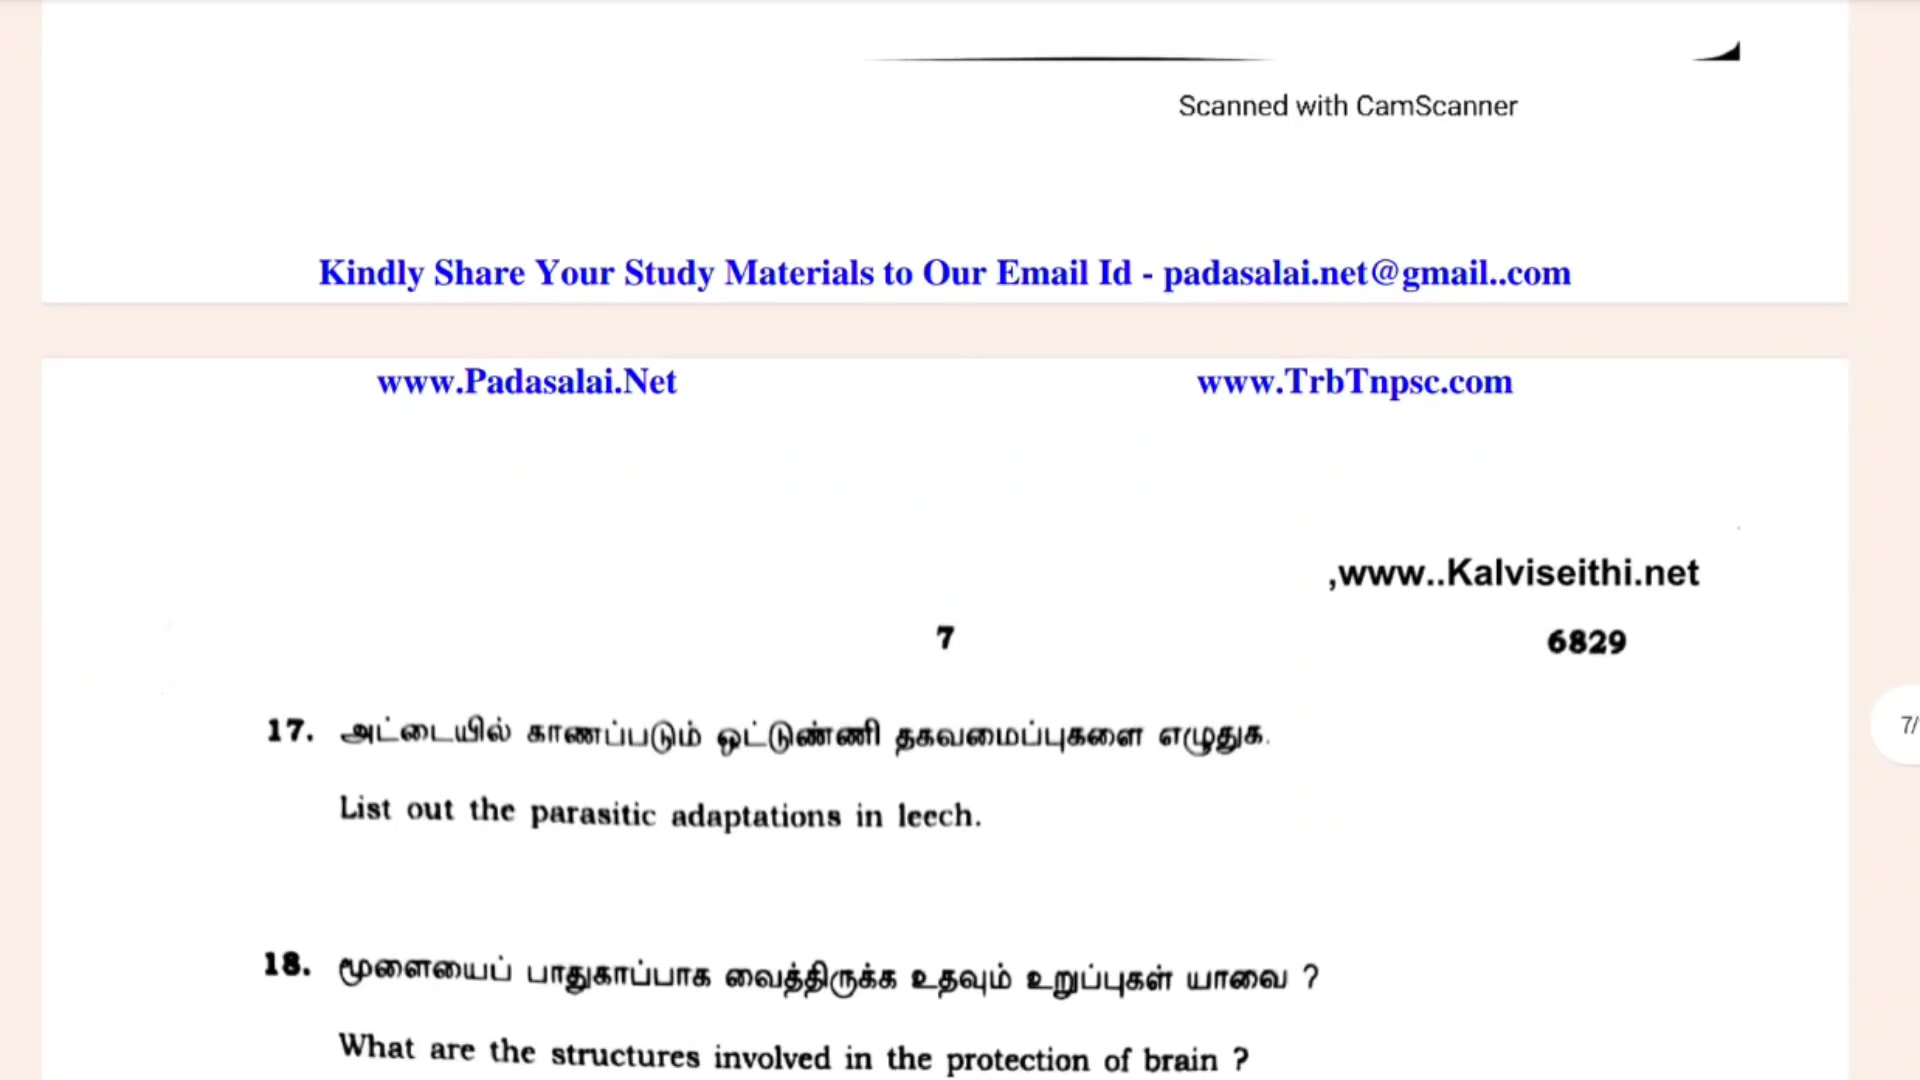 Scanned with CamScanner
Kindly Share Your Study Materials to Our Email Id - padasalai.net@gmail..com
www.Padasalai.Net www.TrbTnpsc.com
,www..Kalviseithi.net
7 6829
17. அட்டையில் காணப்படும் ஒட்டுண்ணி தகவமைப்புகளை எழுதுக.
List out the parasitic adaptations in leech.
7/
18. மூளையைப் பாதுகாப்பாக வைத்திருக்க உதவும் உறுப்புகள் யாவை ?
What are the structures involved in the protection of brain ?